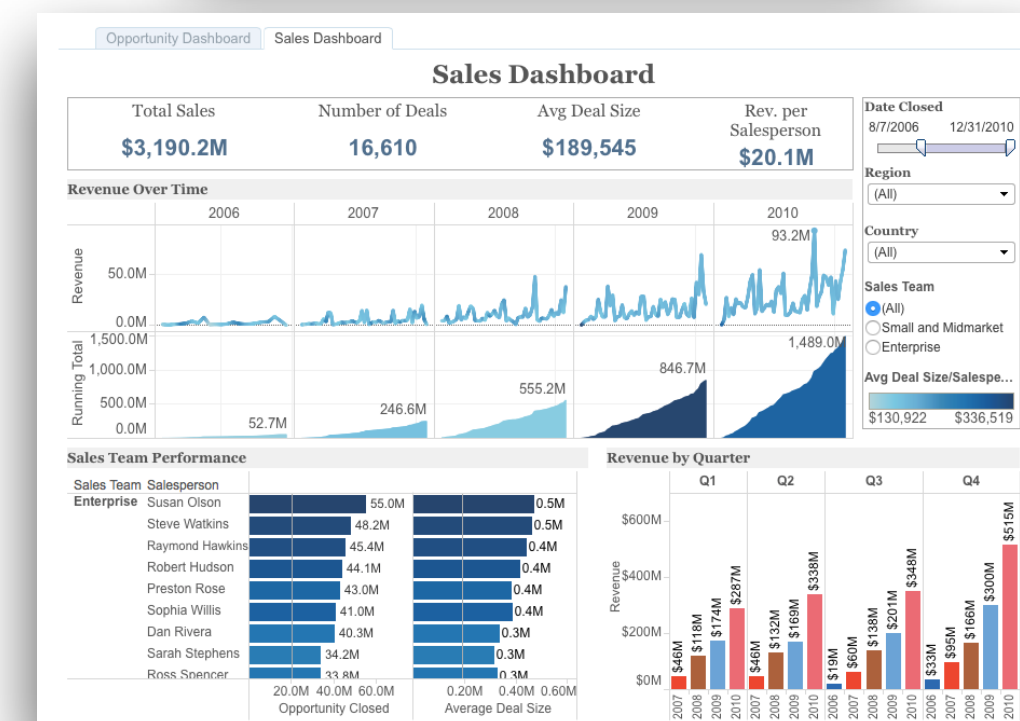 Opportunity Dashboard Sales Dashboard
Sales Dashboard
Total Sales Number of Deals Avg Deal Size Rev. per
Salesperson
$3,190.2M 16,610 $189,545 $20.1M
Date Closed
8/7/2006 12/31/2010
Region
(All)
Country
(All)
Sales Team
(All)
Small and Midmarket
Enterprise
Avg Deal Size/Salespe...
$130,922 $336,519
Revenue Over Time
2006 2007 2008 2009 2010
Revenue
50.0M
0.0M
93.2M
Running Total
1,500.0M
1,000.0M
500.0M
0.0M
52.7M 246.6M 555.2M 846.7M 1,489.0M
Sales Team Performance
Sales Team Salesperson
Enterprise Susan Olson 55.0M 0.5M
Steve Watkins 48.2M 0.5M
Raymond Hawkins 45.4M 0.4M
Robert Hudson 44.1M 0.4M
Preston Rose 43.0M 0.4M
Sophia Willis 41.0M 0.4M
Dan Rivera 40.3M 0.3M
Sarah Stephens 34.2M 0.3M
Ross Spencer 33.8M 0.3M
20.0M 40.0M 60.0M 0.20M 0.40M 0.60M
Opportunity Closed Average Deal Size
Revenue by Quarter
Q1 Q2 Q3 Q4
Revenue
$600M
$400M
$200M
$0M
$46M $118M $174M $287M $46M $132M $169M $338M $19M $60M $138M $201M $348M $33M $95M $166M $300M $515M
2007 2008 2009 2010 2007 2008 2009 2010 2006 2007 2008 2009 2010 2006 2007 2008 2009 2010